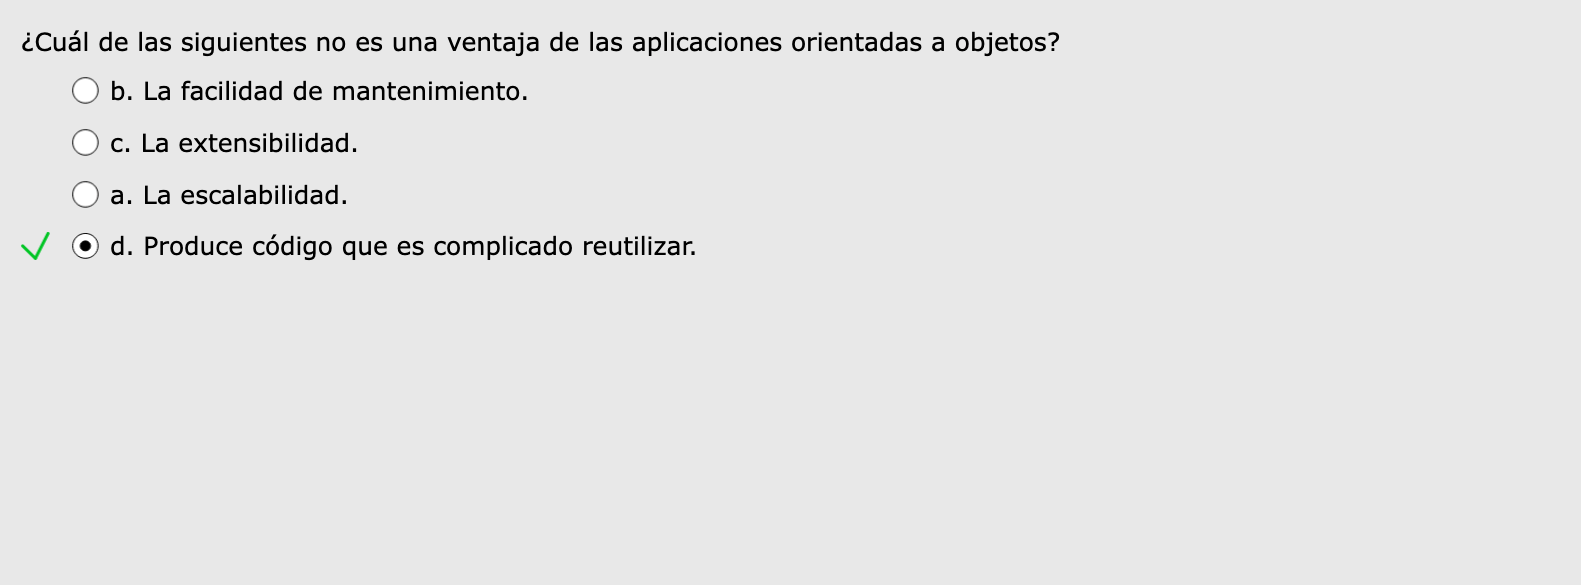 ¿Cuál de las siguientes no es una ventaja de las aplicaciones orientadas a objetos?
b. La facilidad de mantenimiento.
c. La extensibilidad.
a. La escalabilidad.
d. Produce código que es complicado reutilizar.